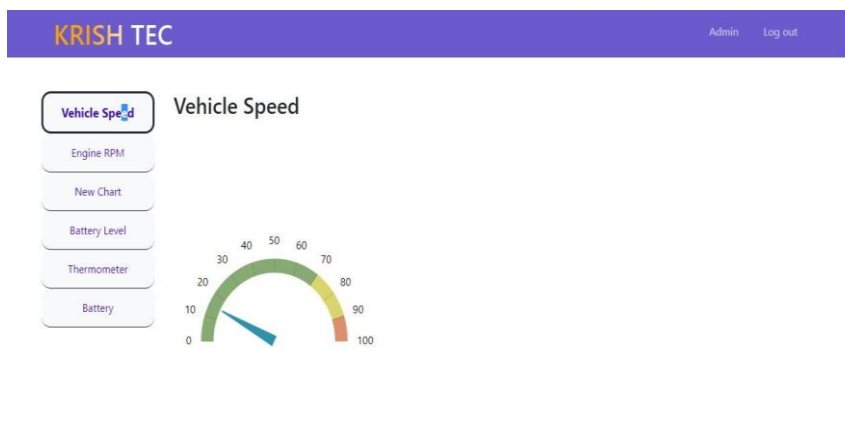 KRISH TEC
Admin Log out
Vehicle Speed
Engine RPM
New Chart
Battery Level
Thermometer
Battery
Vehicle Speed
0
10
20
30
40
50
60
70
80
90
100